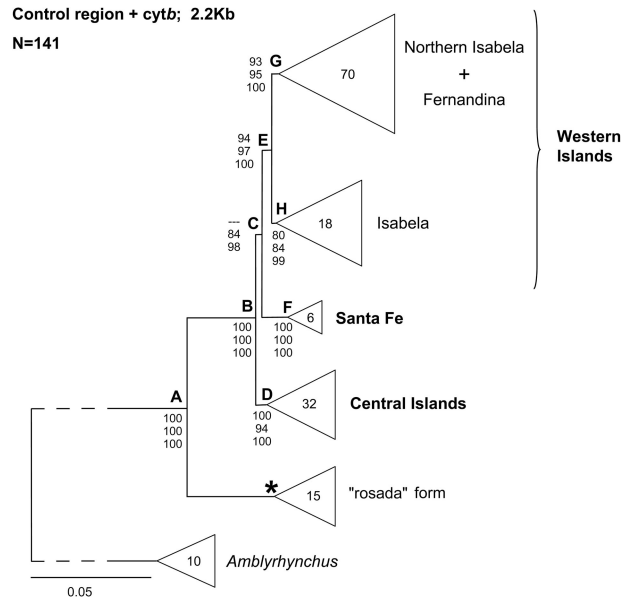 Control region + cytb; 2.2Kb
N=141
93
95
100
G
70
Northern Isabela
+
Fernandina
94
97
100
E
Western
Islands
---
84
98
C
H
80
84
99
18
Isabela
B
100
100
100
F
100
100
100
6
Santa Fe
A
100
100
100
D
100
94
100
32
Central Islands
*
15
"rosada" form
10
Amblyrhynchus
0.05